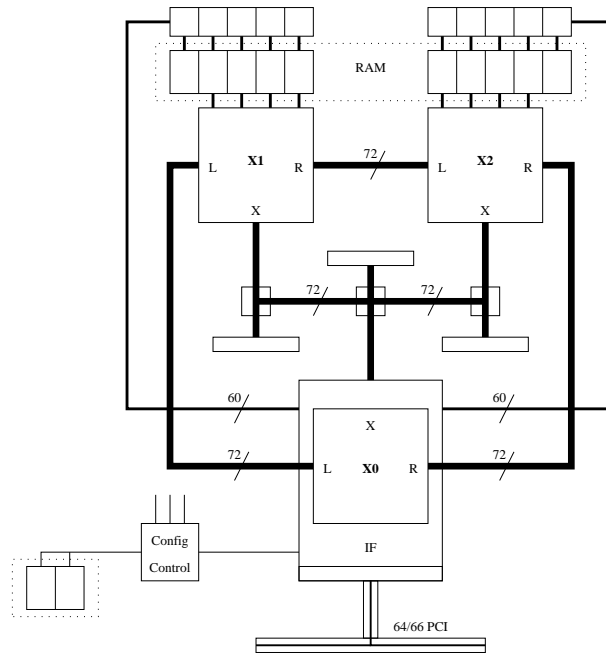 RAM
X1
L
R
X
72
X2
L
R
X
72
72
60
60
X
72
L
X0
R
72
IF
Config
Control
64/66 PCI